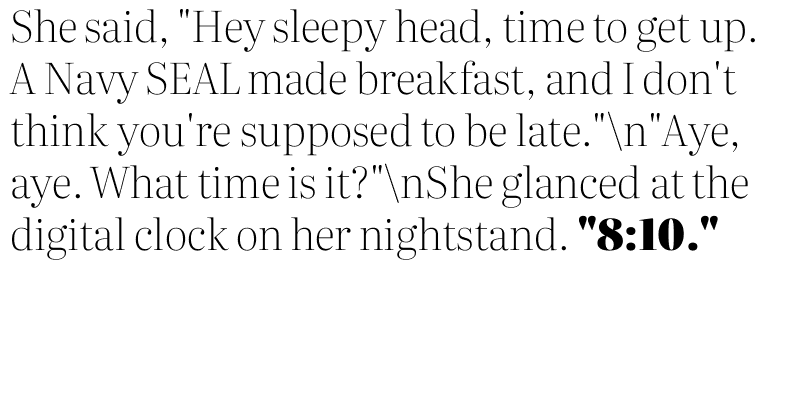 She said, "Hey sleepy head, time to get up.
A Navy SEAL made breakfast, and I don't
think you're supposed to be late."\n"Aye,
aye. What time is it?"\nShe glanced at the
digital clock on her nightstand. "8:10."